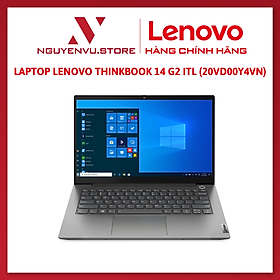 NGUYENVU.STORE
Lenovo
HÀNG CHÍNH HÃNG
LAPTOP LENOVO THINKBOOK 14 G2 ITL (20VD00Y4VN)